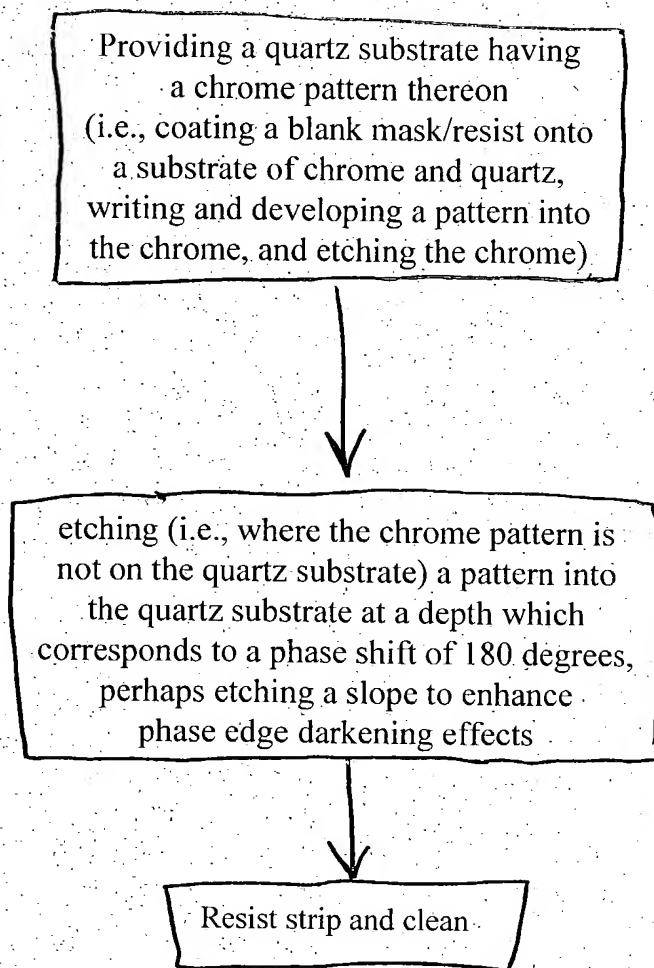 Providing a quartz substrate having
a chrome pattern thereon
(i.e., coating a blank mask/resist onto
a substrate of chrome and quartz,
writing and developing a pattern into
the chrome, and etching the chrome)
etching (i.e., where the chrome pattern is
not on the quartz substrate) a pattern into
the quartz substrate at a depth which
corresponds to a phase shift of 180 degrees,
perhaps etching a slope to enhance
phase edge darkening effects
Resist strip and clean